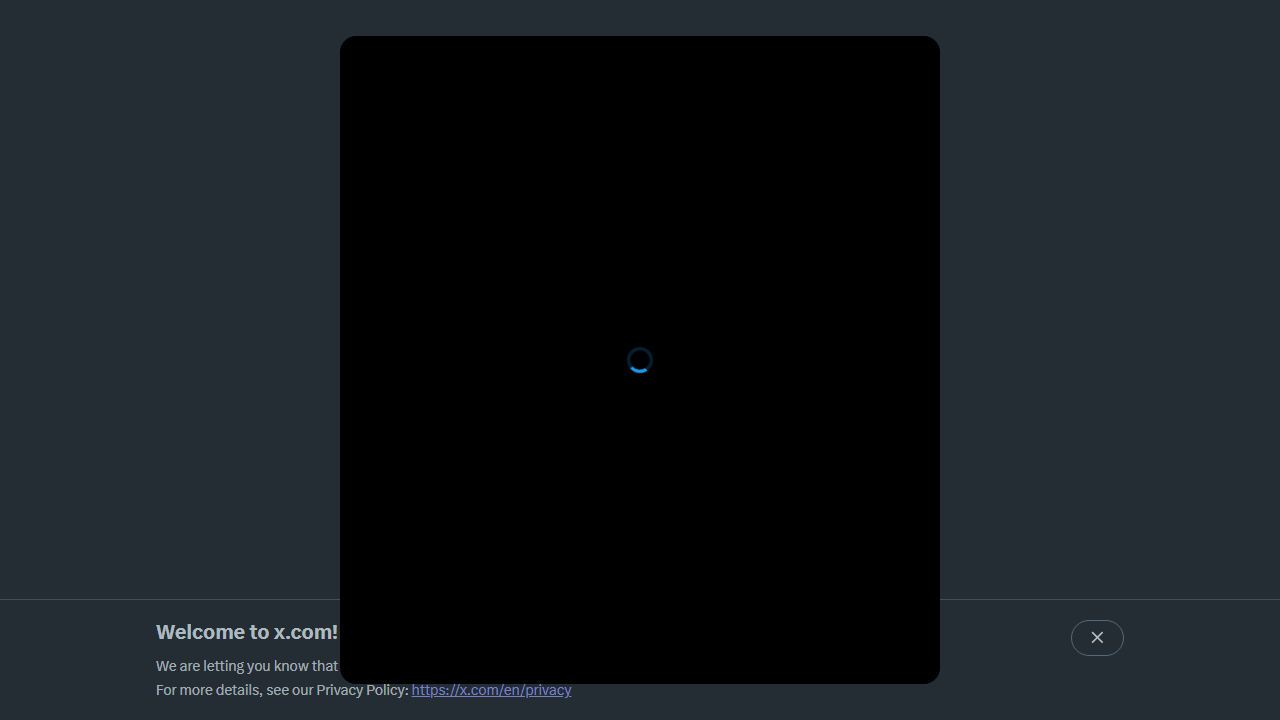 Welcome to x.com!
We are letting you know that
For more details, see our Privacy Policy: https://x.com/en/privacy